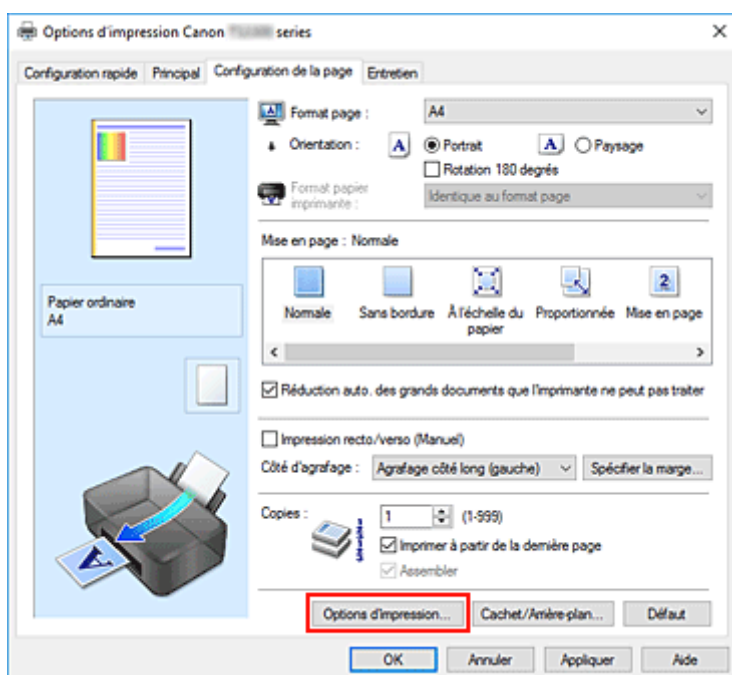 Options d'impression Canon series
Configuration rapide Principal Configuration de la page Entretien
Format page : A4
Orientation : A Portrait A Paysage
Rotation 180 degrés
Format papier imprimante : Identique au format page
Mise en page : Normale
Papier ordinaire
A4
2
Normale Sans bordure À l'échelle du papier Proportionnée Mise en page
Réduction auto. des grands documents que l'imprimante ne peut pas traiter
Impression recto/verso (Manuel)
Côté d'agrafage : Agrafage côté long (gauche) Spécifier la marge...
Copies : 1 (1-999)
Imprimer à partir de la dernière page
Assembler
A
Options d'impression... Cachet/Arrière-plan... Défaut
OK Annuler Appliquer Aide